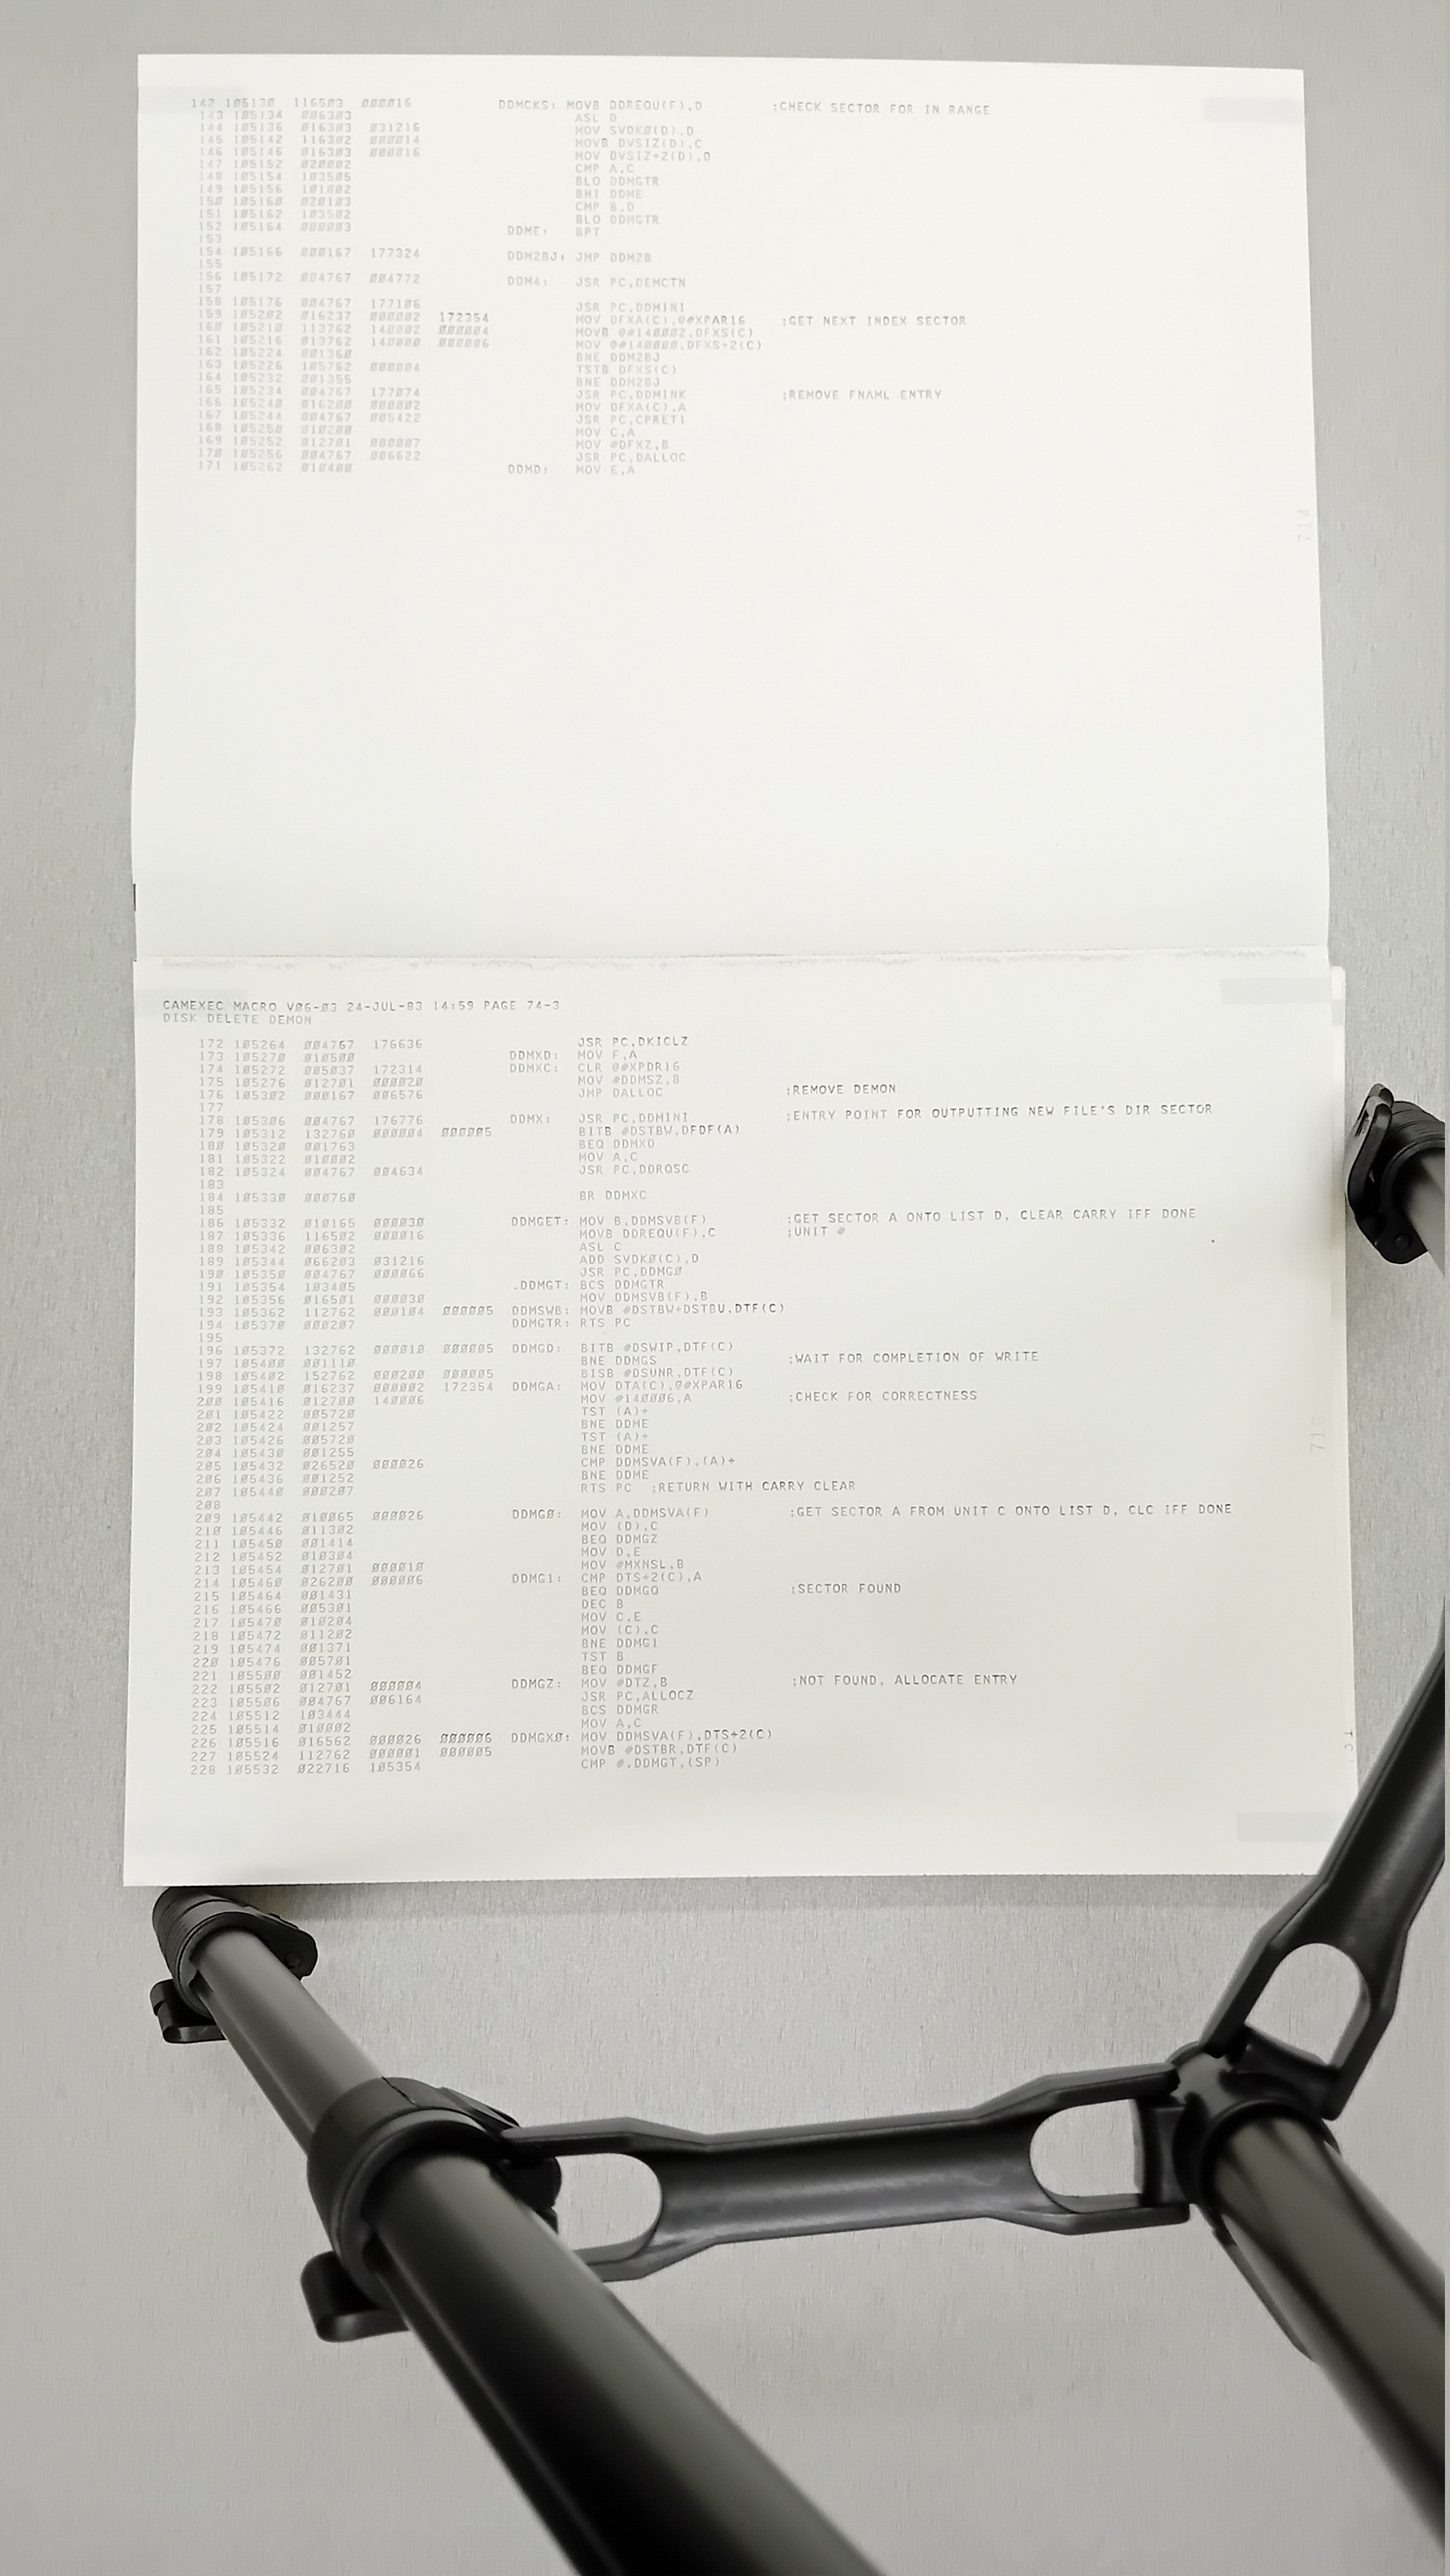 142 105130 116503 000016 DDMCKS: MOVB DDREQU(F),D ;CHECK SECTOR FOR IN RANGE
143 105134 006303 ASL D
144 105136 016303 031216 MOV SVDKØ(D),D
145 105142 116302 000014 MOVB DVSIZ(D),C
146 105146 016303 000016 MOV DVSIZ+2(D),D
147 105152 020002 CMP A,C
148 105154 103505 BLO DDMGTR
149 105156 101002 BHI DDME
150 105160 020103 CMP B,D
151 105162 103502 BLO DDMGTR
152 105164 000003 DDME: BPT
153
154 105166 000167 177324 DDM2BJ: JMP DDM2B
155
156 105172 004767 004772 DDM4: JSR PC,DEMCTN
157
158 105176 004767 177106 JSR PC,DDMIN1
159 105202 016237 000002 172354 MOV DFXA(C),@#XPAR16 ;GET NEXT INDEX SECTOR
160 105210 113762 140002 000004 MOVB @#140002,DFXS(C)
161 105216 013762 140000 000006 MOV @#140000,DFXS+2(C)
162 105224 001360 BNE DDM2BJ
163 105226 105762 000004 TSTB DFXS(C)
164 105232 001355 BNE DDM2BJ
165 105234 004767 177074 JSR PC,DDMINK ;REMOVE FNAML ENTRY
166 105240 016200 000002 MOV DFXA(C),A
167 105244 004767 005422 JSR PC,CPRET1
168 105250 010200 MOV C,A
169 105252 012701 000007 MOV #DFXZ,B
170 105256 004767 006622 JSR PC,DALLOC
171 105262 010400 DDMD: MOV E,A
714
CAMEXEC MACRO V06-03 24-JUL-83 14:59 PAGE 74-3
DISK DELETE DEMON
172 105264 004767 176636 JSR PC,DKICLZ
173 105270 010500 DDMXD: MOV F,A
174 105272 005037 172314 DDMXC: CLR @#XPDR16
175 105276 012701 000020 MOV #DDMSZ,B
176 105302 000167 006576 JMP DALLOC ;REMOVE DEMON
177
178 105306 004767 176776 DDMX: JSR PC,DDMIN1 ;ENTRY POINT FOR OUTPUTTING NEW FILE'S DIR SECTOR
179 105312 132760 000004 000005 BITB #DSTBW,DFDF(A)
180 105320 001763 BEQ DDMXD
181 105322 010002 MOV A,C
182 105324 004767 004634 JSR PC,DDROSC
183
184 105330 000760 BR DDMXC
185
186 105332 010165 000030 DDMGET: MOV B,DDMSVB(F) ;GET SECTOR A ONTO LIST D, CLEAR CARRY IFF DONE
187 105336 116502 000016 MOVB DDREQU(F),C ;UNIT #
188 105342 006302 ASL C
189 105344 066203 031216 ADD SVDKØ(C),D
190 105350 004767 000066 JSR PC,DDMGØ
191 105354 103405 .DDMGT: BCS DDMGTR
192 105356 016501 000030 MOV DDMSVB(F),B
193 105362 112762 000104 000005 DDMSWB: MOVB #DSTBW+DSTBU,DTF(C)
194 105370 000207 DDMGTR: RTS PC
195
196 105372 132762 000010 000005 DDMGD: BITB #DSWIP,DTF(C)
197 105400 001110 BNE DDMGS ;WAIT FOR COMPLETION OF WRITE
198 105402 152762 000200 000005 BISB #DSUNR,DTF(C)
199 105410 016237 000002 172354 DDMGA: MOV DTA(C),@#XPAR16
200 105416 012700 140006 MOV #140006,A ;CHECK FOR CORRECTNESS
201 105422 005720 TST (A)+
202 105424 001257 BNE DDME
203 105426 005720 TST (A)+
204 105430 001255 BNE DDME
205 105432 026520 000026 CMP DDMSVA(F),(A)+
206 105436 001252 BNE DDME
207 105440 000207 RTS PC ;RETURN WITH CARRY CLEAR
208
209 105442 010065 000026 DDMGØ: MOV A,DDMSVA(F) ;GET SECTOR A FROM UNIT C ONTO LIST D, CLC IFF DONE
210 105446 011302 MOV (D),C
211 105450 001414 BEQ DDMGZ
212 105452 010304 MOV D,E
213 105454 012701 000010 MOV #MXNSL,B
214 105460 026200 000006 DDMG1: CMP DTS+2(C),A
215 105464 001431 BEQ DDMGQ ;SECTOR FOUND
216 105466 005301 DEC B
217 105470 010204 MOV C,E
218 105472 011202 MOV (C),C
219 105474 001371 BNE DDMG1
220 105476 005701 TST B
221 105500 001452 BEQ DDMGF
222 105502 012701 000004 DDMGZ: MOV #DTZ,B ;NOT FOUND, ALLOCATE ENTRY
223 105506 004767 006164 JSR PC,ALLOCZ
224 105512 103444 BCS DDMGR
225 105514 010002 MOV A,C
226 105516 016562 000026 000006 DDMGXØ: MOV DDMSVA(F),DTS+2(C)
227 105524 112762 000001 000005 MOVB #DSTBR,DTF(C)
228 105532 022716 105354 CMP #.DDMGT,(SP)